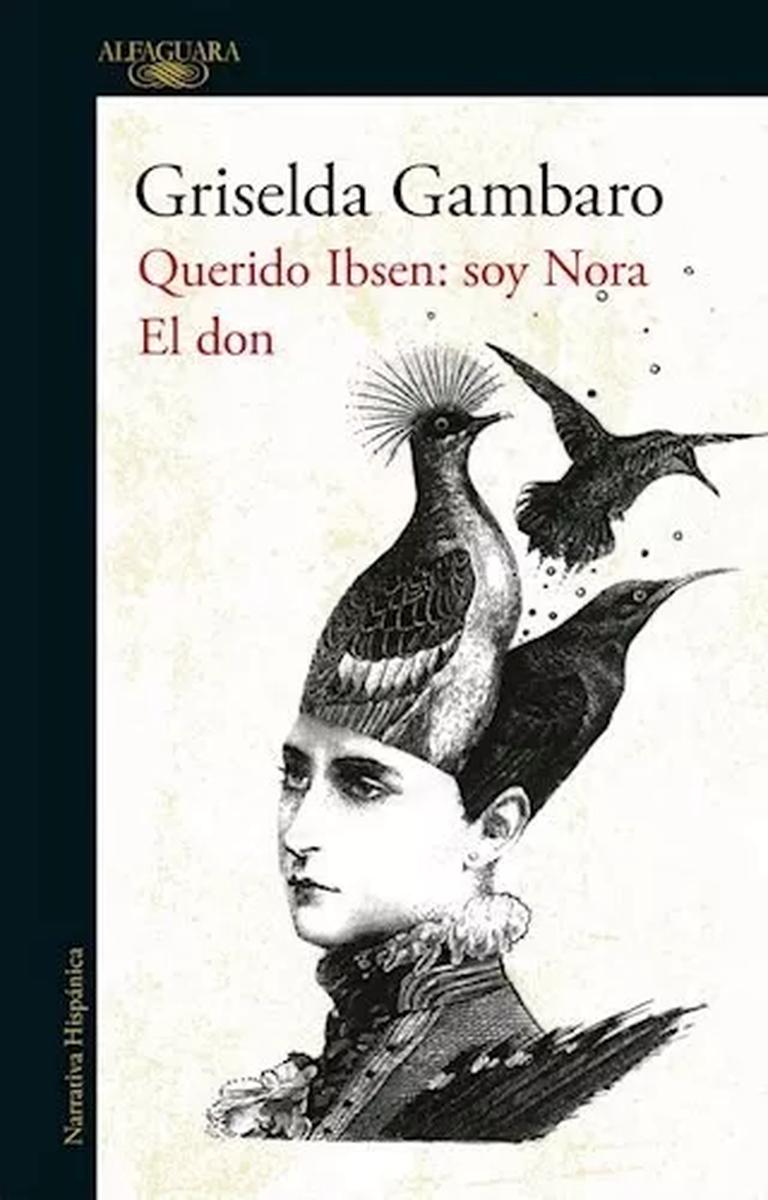 ALFAGUARA
Griselda Gambaro
Querido Ibsen: soy Nora
El don
Narrativa Hispánica